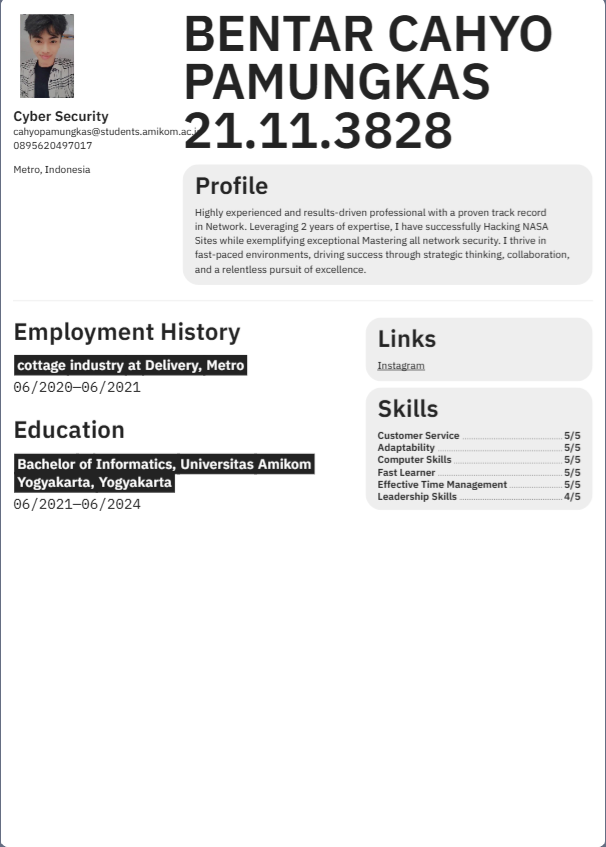 BENTAR CAHYO
PAMUNGKAS
21.11.3828
Cyber Security
cahyopamungkas@students.amikom.ac.id
0895620497017
Metro, Indonesia
Profile
Highly experienced and results-driven professional with a proven track record
in Network. Leveraging 2 years of expertise, I have successfully Hacking NASA
Sites while exemplifying exceptional Mastering all network security. I thrive in
fast-paced environments, driving success through strategic thinking, collaboration,
and a relentless pursuit of excellence.
Employment History
cottage industry at Delivery, Metro
06/2020—06/2021
Education
Bachelor of Informatics, Universitas Amikom
Yogyakarta, Yogyakarta
06/2021—06/2024
Links
Instagram
Skills
Customer Service 5/5
Adaptability 5/5
Computer Skills 5/5
Fast Learner 5/5
Effective Time Management 5/5
Leadership Skills 4/5